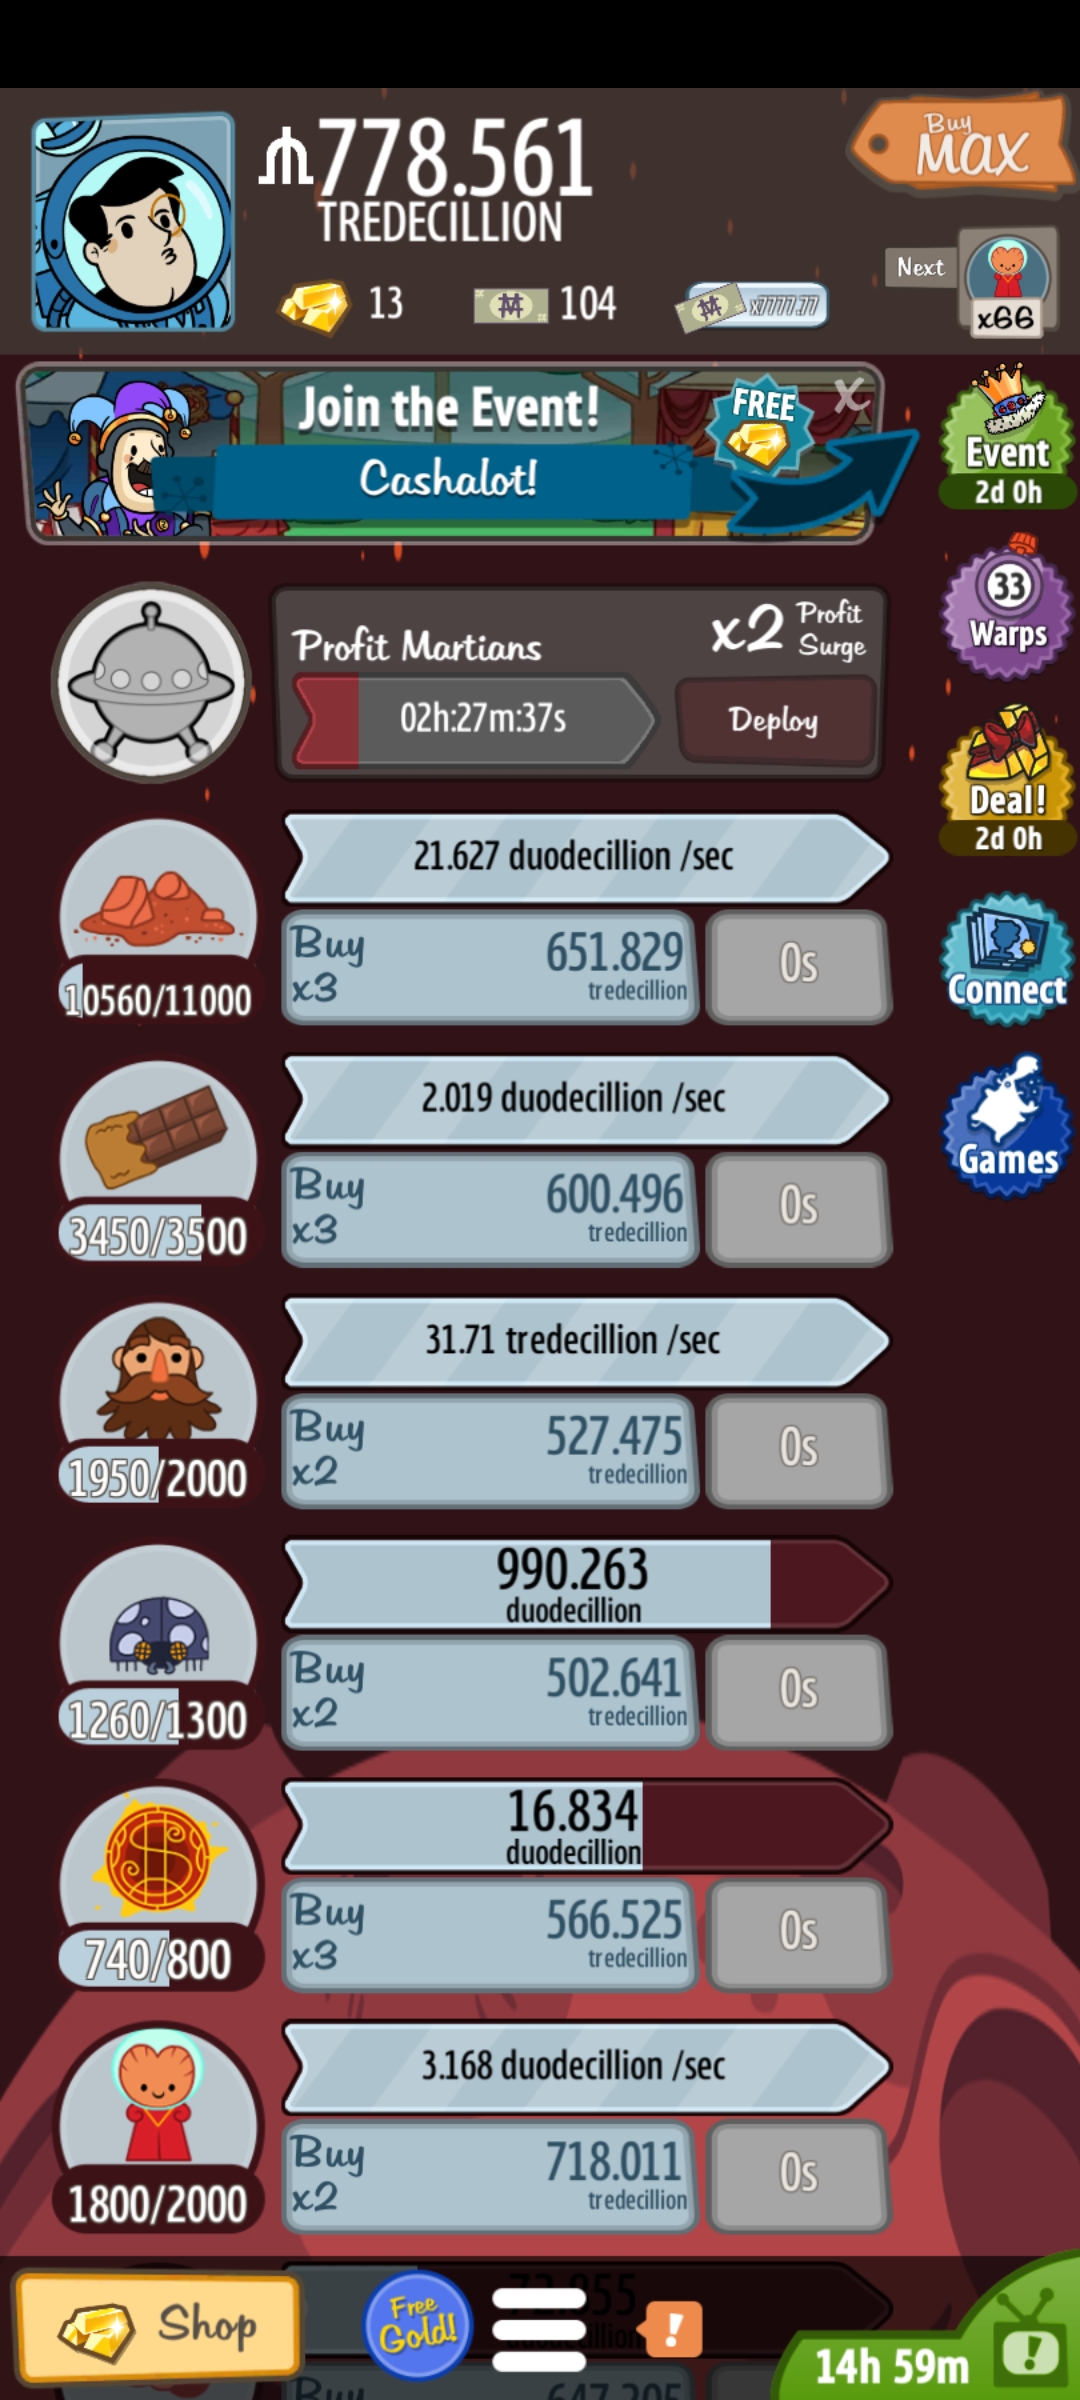 778.561
TREDECILLION
Buy
MAX
13
104
x7777.77
Next
x66
Join the Event!
Cashalot!
FREE
X
Event
2d 0h
33
Warps
Profit Martians
x2 Profit Surge
02h:27m:37s
Deploy
Deal!
2d 0h
21.627 duodecillion /sec
10560/11000
Buy
x3
651.829
tredecillion
0s
Connect
2.019 duodecillion /sec
3450/3500
Buy
x3
600.496
tredecillion
0s
Games
31.71 tredecillion /sec
1950/2000
Buy
x2
527.475
tredecillion
0s
990.263
duodecillion
1260/1300
Buy
x2
502.641
tredecillion
0s
16.834
duodecillion
740/800
Buy
x3
566.525
tredecillion
0s
3.168 duodecillion /sec
1800/2000
Buy
x2
718.011
tredecillion
0s
Shop
Free
Gold!
!
14h 59m
!
Buy